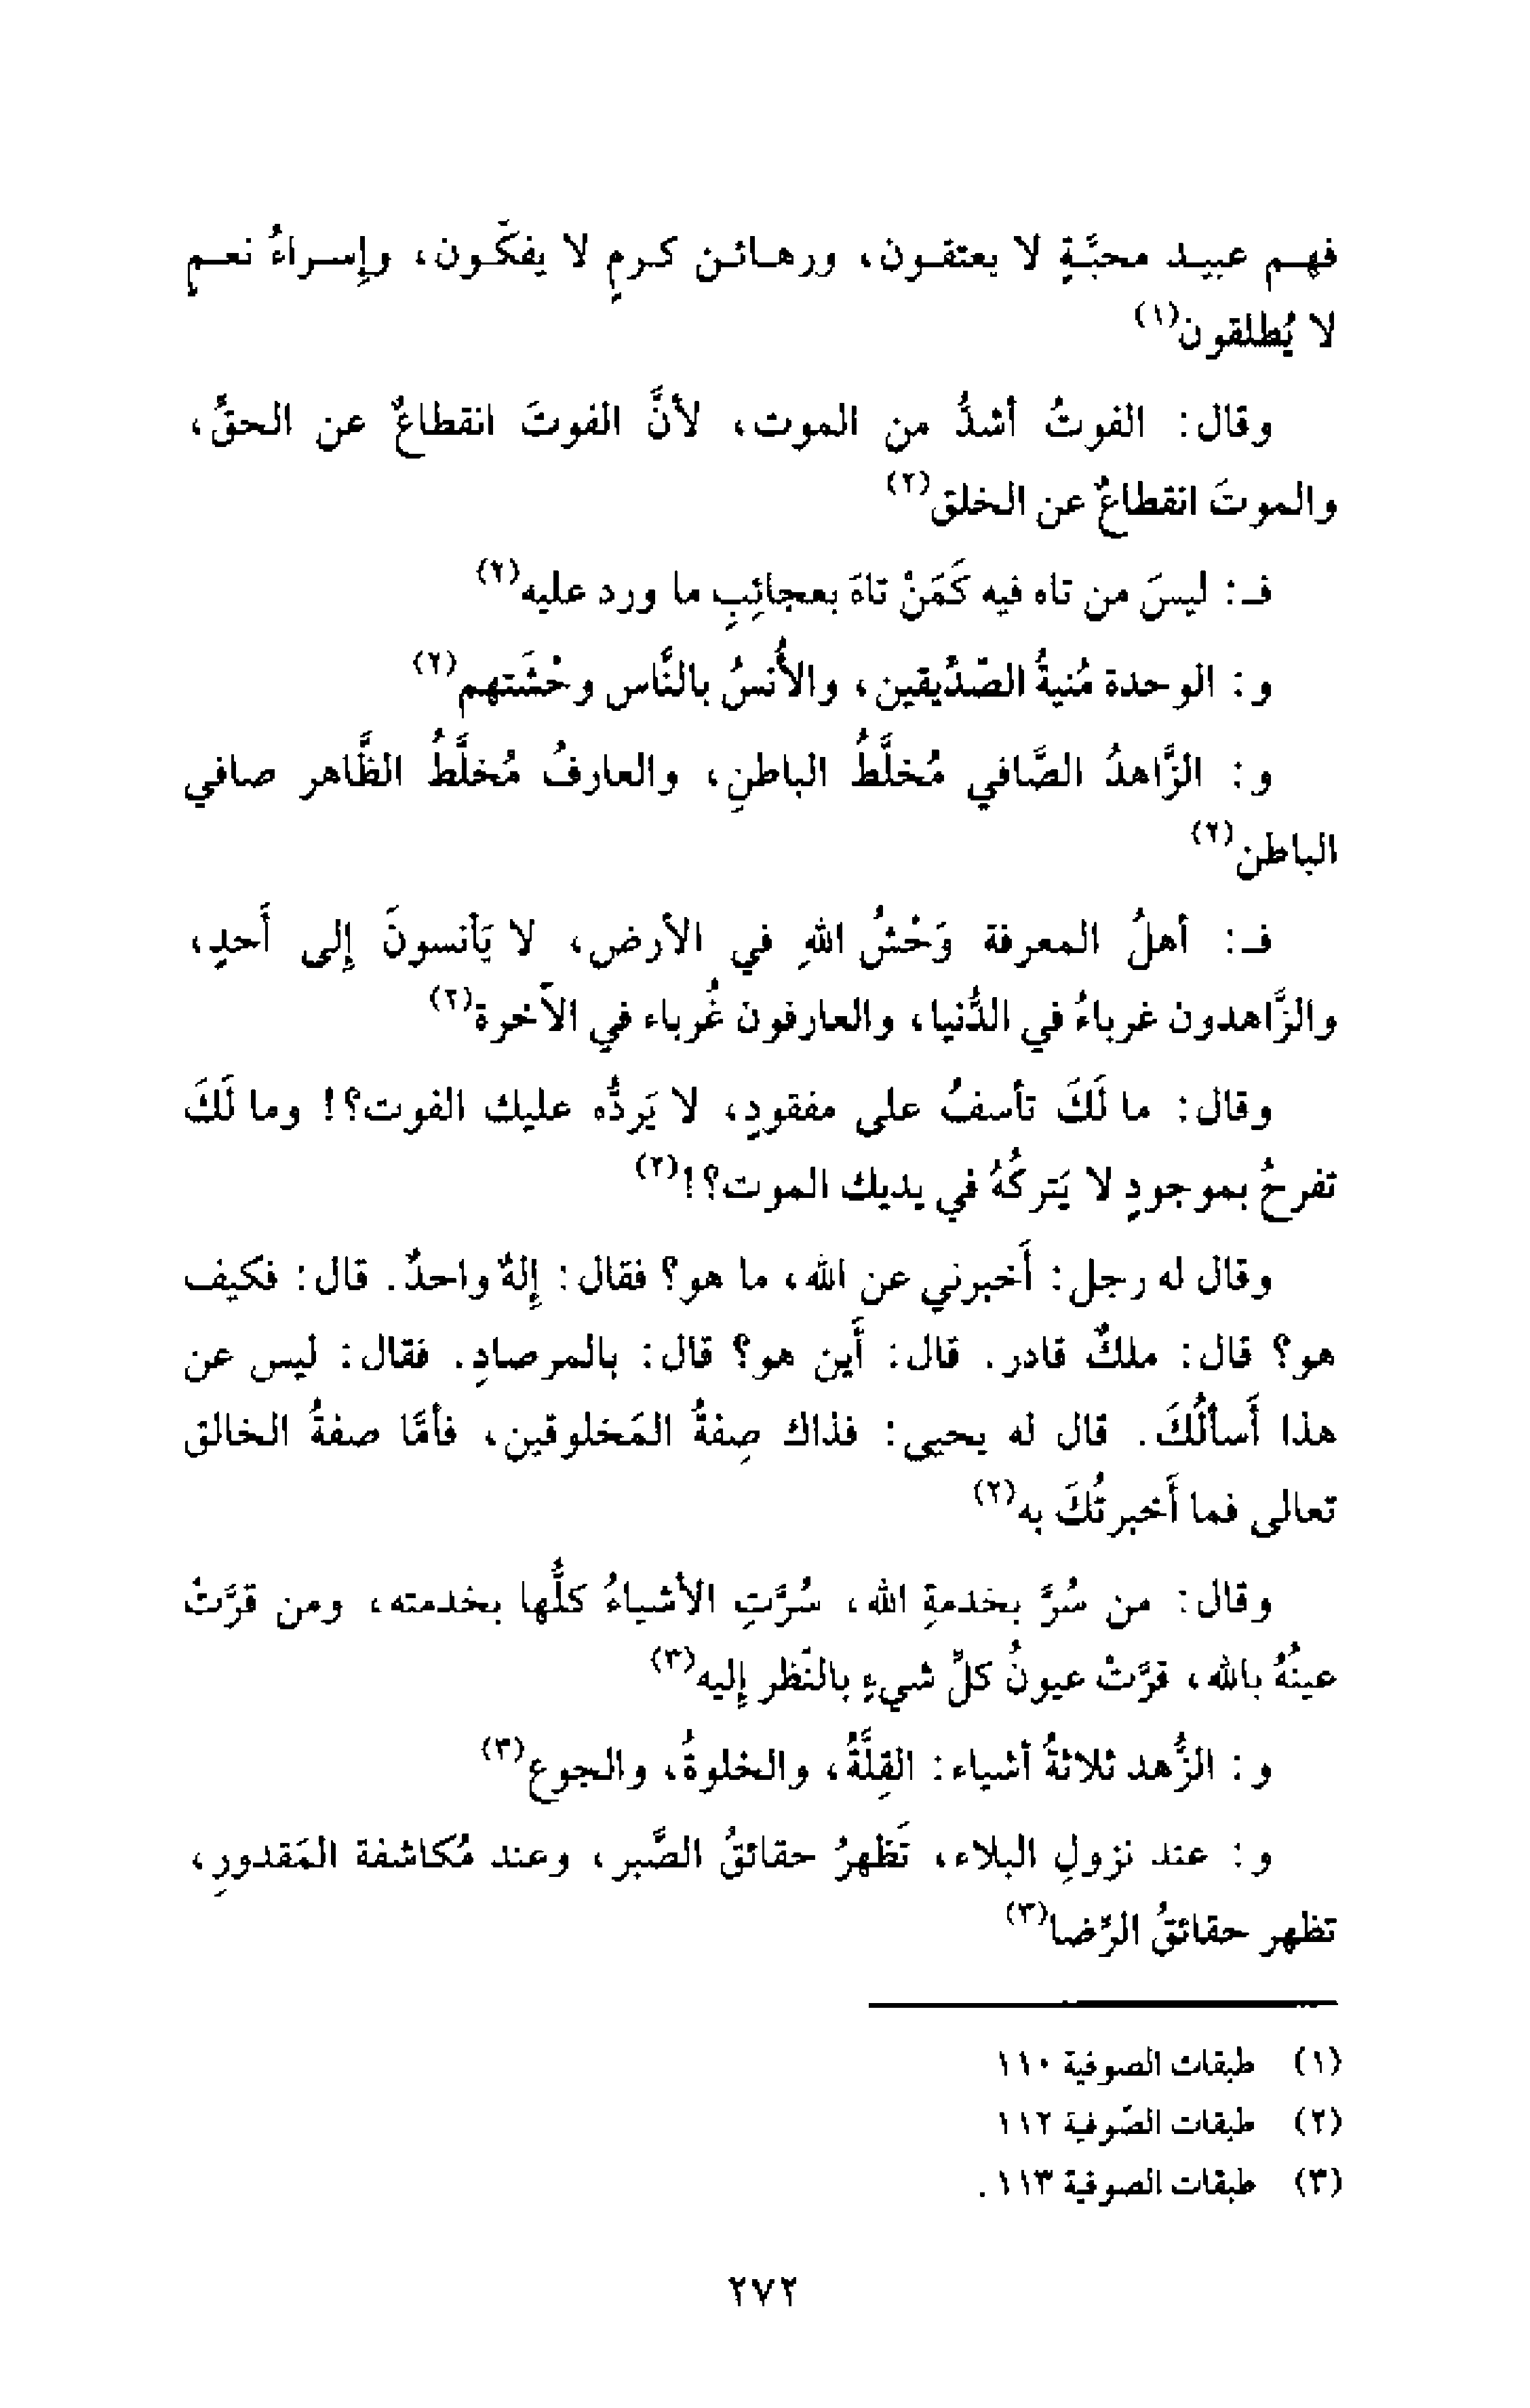 فهم عبيد محبَّةٍ لا يعتقون، ورهائن كرمٍ لا يفكّون، وإسراءُ نعمٍ
لا يُطلقون(١)
وقال: الفوتُ أشدُّ من الموت، لأنَّ الفوتَ انقطاعٌ عن الحقِّ،
والموتَ انقطاعٌ عن الخلق(٢)
فـ: ليسَ من تاه فيه كَمَنْ تاهَ بعجائِبِ ما ورد عليه(٢)
و: الوحدة مُنيةُ الصّدِّيقين، والأُنسُ بالنَّاس وحْشَتهم(٢)
و: الزَّاهدُ الصَّافي مُخلَّطُ الباطنِ، والعارفُ مُخلَّطُ الظَّاهر صافي
الباطن(٢)
فـ: أهلُ المعرفة وَحْشُ اللهِ في الأرض، لا يَأنسونَ إلى أَحدٍ،
والزَّاهدون غرباءُ في الدُّنيا، والعارفون غُرباء في الآخرة(٢)
وقال: ما لَكَ تأسفُ على مفقودٍ، لا يَردُّه عليك الفوت؟! وما لَكَ
تفرحُ بموجودٍ لا يَتركُهُ في يديك الموت؟!(٢)
وقال له رجل: أَخبرني عن الله، ما هو؟ فقال: إِلهٌ واحدٌ. قال: فكيف
هو؟ قال: ملكٌ قادر. قال: أَين هو؟ قال: بالمرصادِ. فقال: ليس عن
هذا أَسألُكَ. قال له يحيى: فذاك صِفةُ المَخلوقين، فأمَّا صفةُ الخالق
تعالى فما أَخبرتُكَ به(٢)
وقال: من سُرَّ بخدمةِ الله، سُرَّتِ الأشياءُ كلُّها بخدمته، ومن قرَّتْ
عينُهُ بالله، قرَّتْ عيونُ كلِّ شيءٍ بالنَّظر إِليه(٣)
و: الزُّهد ثلاثةُ أشياء: القِلَّةُ، والخلوةُ، والجوع(٣)
و: عند نزولِ البلاء، تَظهرُ حقائقُ الصَّبر، وعند مُكاشفة المَقدورِ،
تظهر حقائقُ الرِّضا(٣)
(١) طبقات الصوفية ١١٠
(٢) طبقات الصّوفية ١١٢
(٣) طبقات الصوفية ١١٣.
٢٧٢